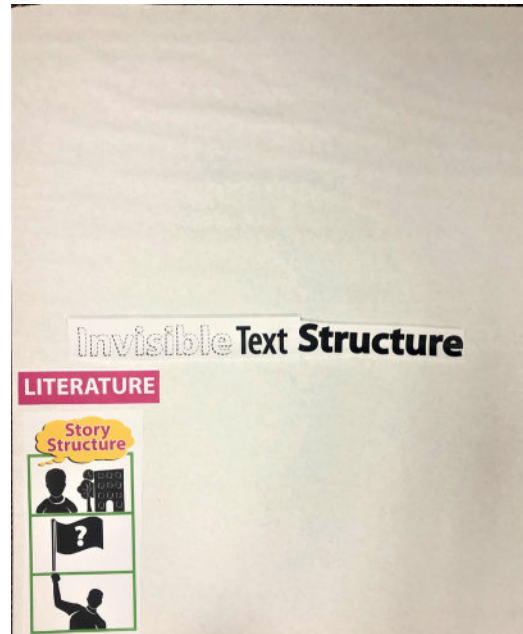 Invisible Text Structure
LITERATURE
Story
Structure
?